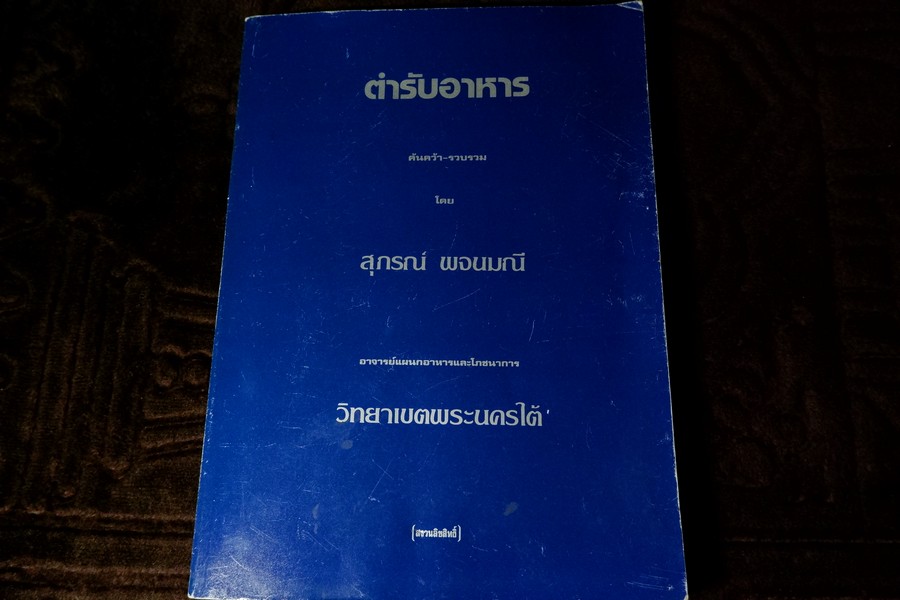 ตำรับอาหาร
ค้นคว้า-รวบรวม
โดย
สุภรณ์ พจนมณี
อาจารย์แผนกอาหารและโภชนาการ
วิทยาเขตพระนครใต้
(สงวนลิขสิทธิ์)